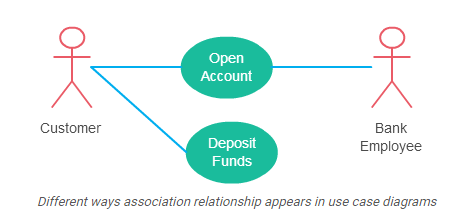 Open
Account
Customer
Bank
Employee
Deposit
Funds
Different ways association relationship appears in use case diagrams